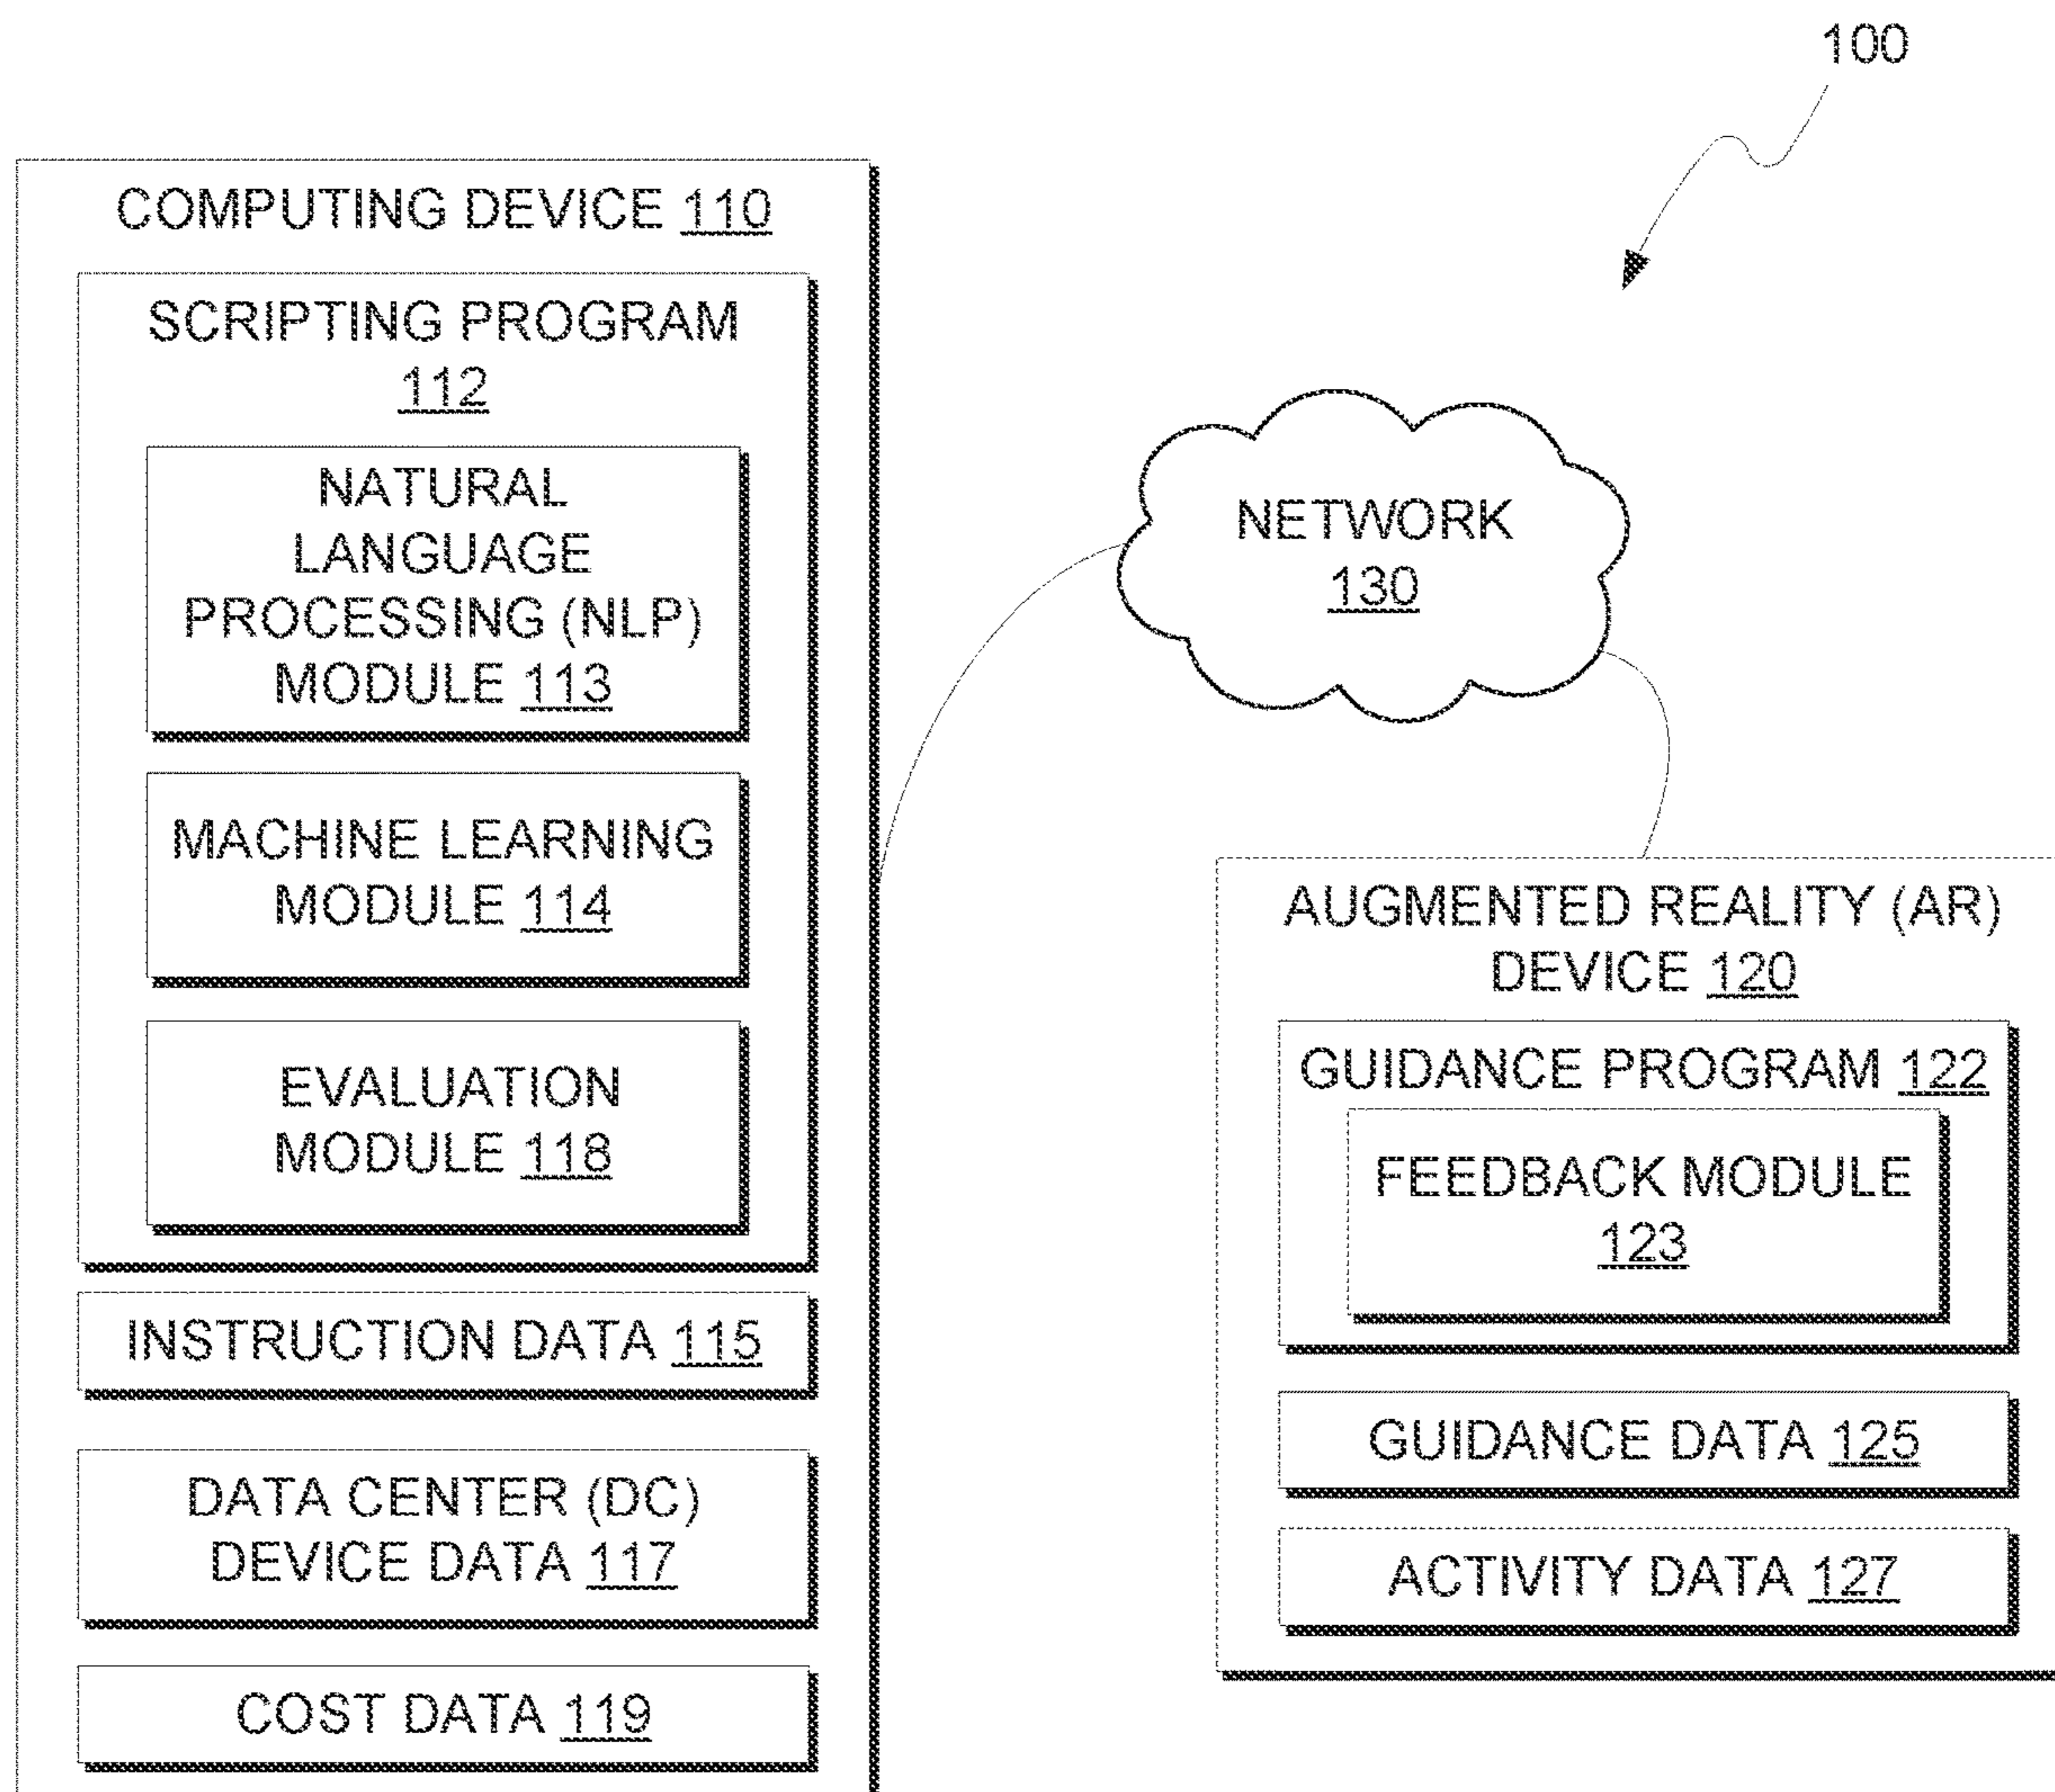 100
COMPUTING DEVICE 110
SCRIPTING PROGRAM
112
NATURAL
LANGUAGE
PROCESSING (NLP)
MODULE 113
MACHINE LEARNING
MODULE 114
EVALUATION
MODULE 118
INSTRUCTION DATA 115
DATA CENTER (DC)
DEVICE DATA 117
COST DATA 119
NETWORK
130
AUGMENTED REALITY (AR)
DEVICE 120
GUIDANCE PROGRAM 122
FEEDBACK MODULE
123
GUIDANCE DATA 125
ACTIVITY DATA 127